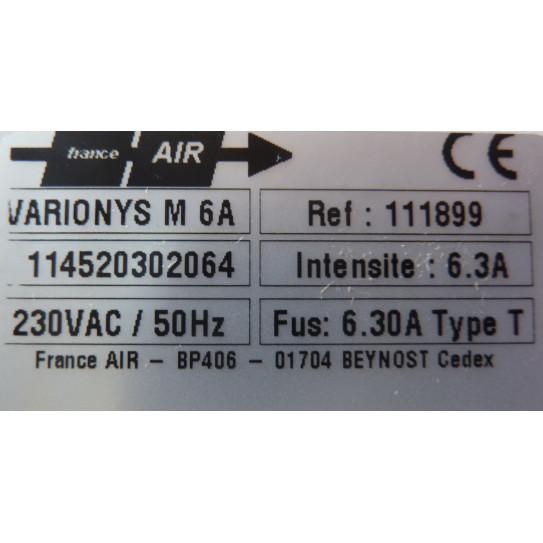 france AIR
CE
VARIONYS M 6A
Ref : 111899
114520302064
Intensite : 6.3A
230VAC / 50Hz
Fus: 6.30A Type T
France AIR – BP406 – 01704 BEYNOST Cedex